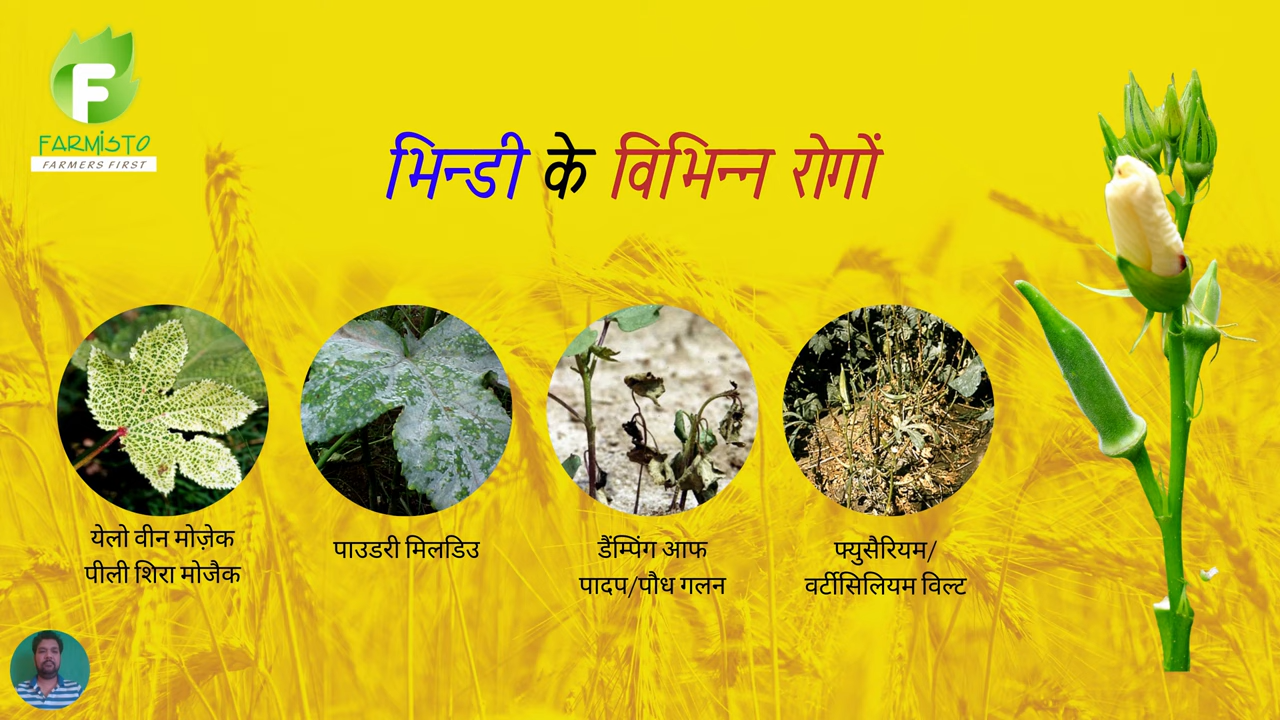 FARMiSTO
FARMERS FIRST
भिन्डी के विभिन्न रोगों
येलो वीन मोज़ेक
पीली शिरा मोजैक
पाउडरी मिलडिउ
डैंम्पिंग आफ
पादप/पौध गलन
फ्युसैरियम/
वर्टीसिलियम विल्ट